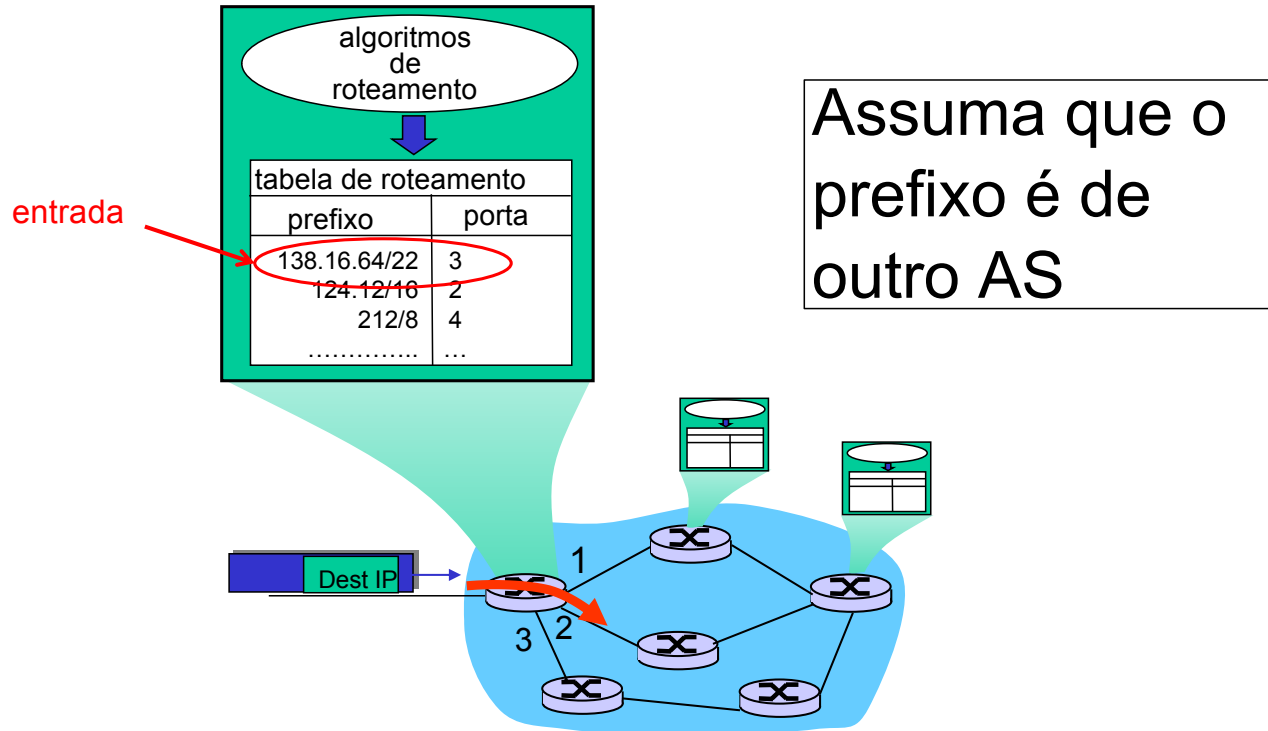 algoritmos
de
roteamento
tabela de roteamento
prefixo porta
entrada
138.16.64/22 3
124.12/16 2
212/8 4
………….. …
Assuma que o
prefixo é de
outro AS
Dest IP
1
2
3